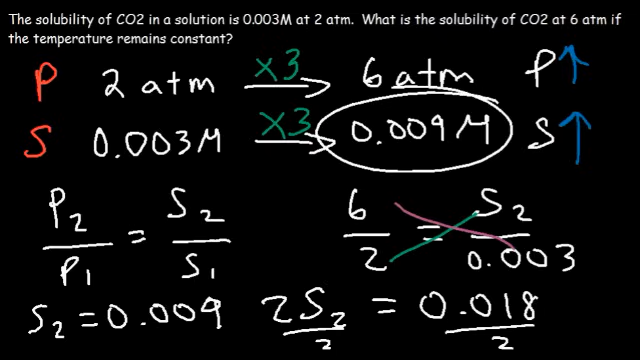 The solubility of CO2 in a solution is 0.003M at 2 atm. What is the solubility of CO2 at 6 atm if
the temperature remains constant?
P 2 atm ×3 → 6 atm P ↑
S 0.003M ×3 → 0.009M S ↑
P₂/P₁ = S₂/S₁ 6/2 = S₂/0.003
S₂ = 0.009 2S₂/2 = 0.018/2